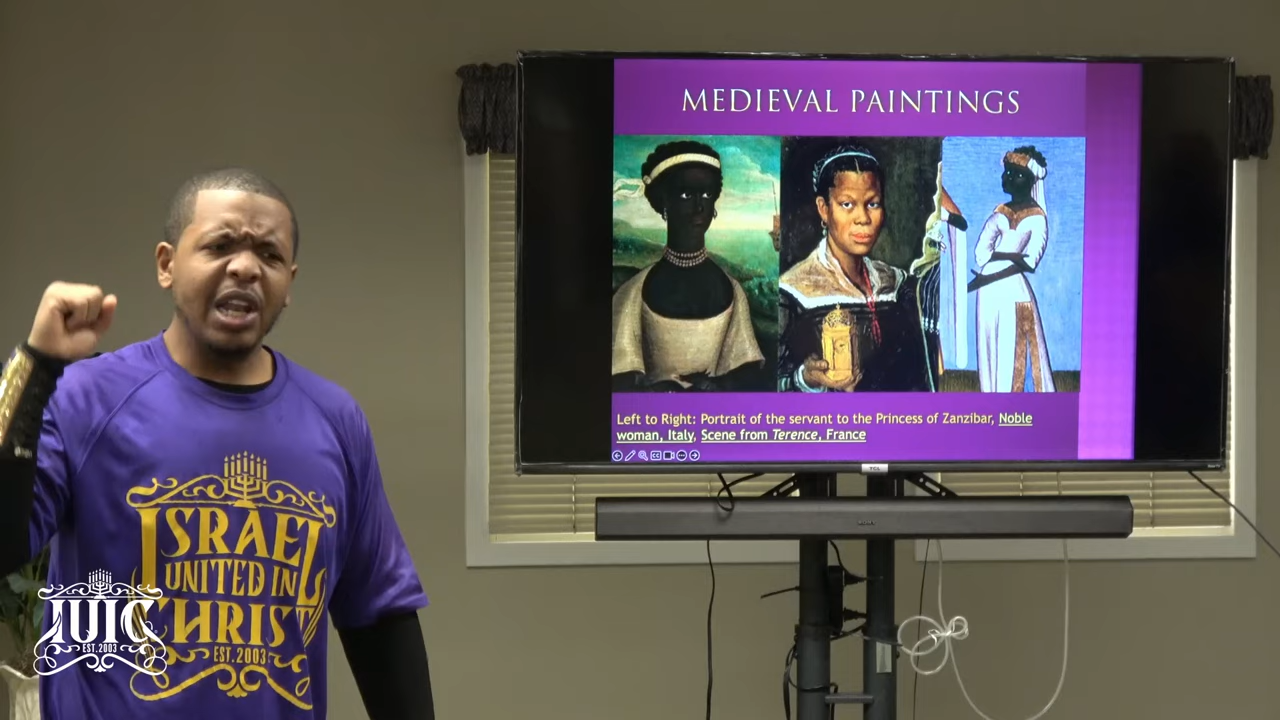 MEDIEVAL PAINTINGS
Left to Right: Portrait of the servant to the Princess of Zanzibar, Noble
woman, Italy, Scene from Terence, France
TCL
ISRAEL
UNITED IN
CHRIST
EST.2003
IUIC
EST.2003